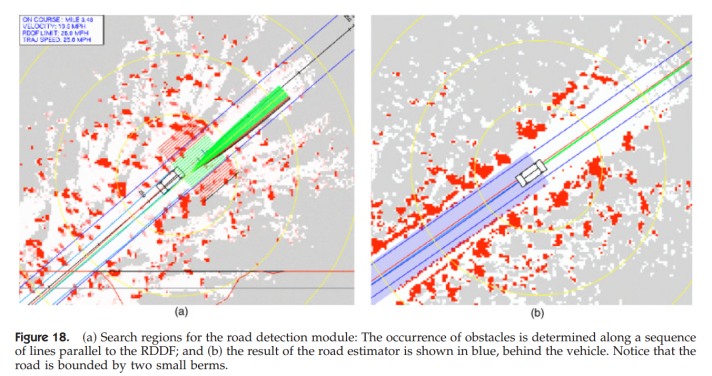 ON COURSE: MILE 3.48
VELOCITY: 19.5 MPH
RDDF LIMIT: 25.0 MPH
TRAJ SPEED: 25.0 MPH
(a)
(b)
Figure 18. (a) Search regions for the road detection module: The occurrence of obstacles is determined along a sequence
of lines parallel to the RDDF; and (b) the result of the road estimator is shown in blue, behind the vehicle. Notice that the
road is bounded by two small berms.